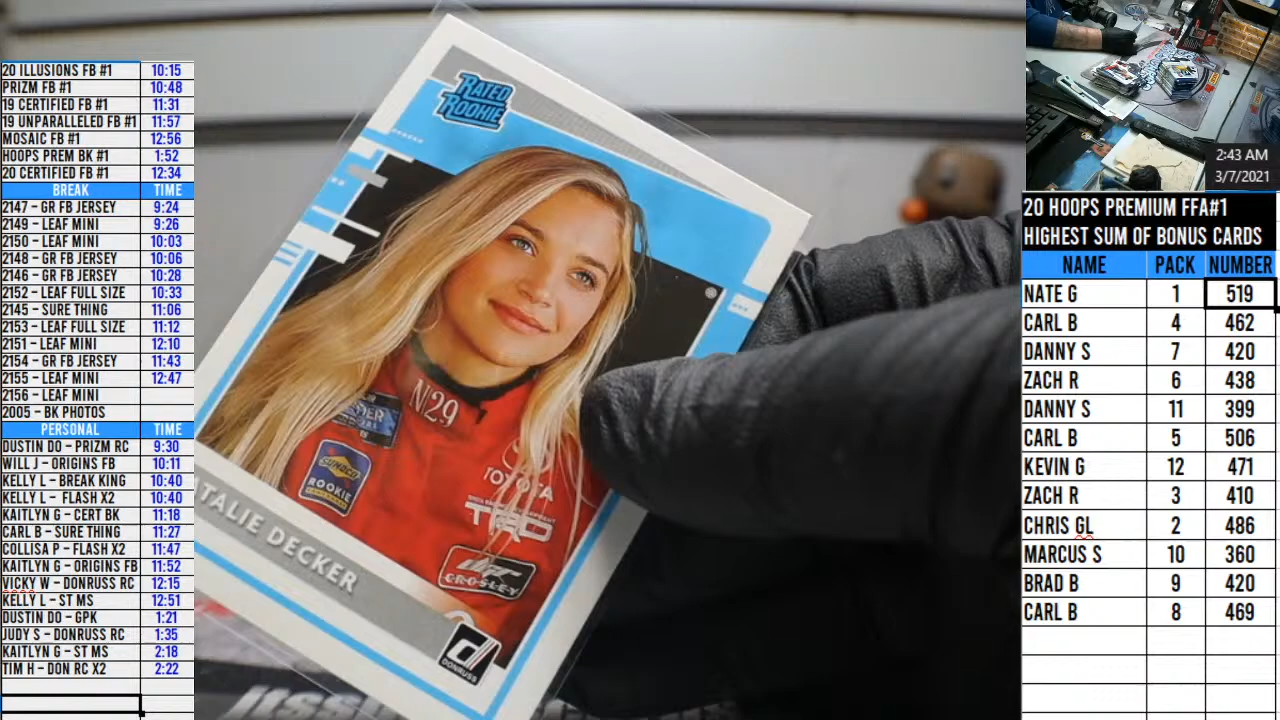 20 ILLUSIONS FB #1 10:15
PRIZM FB #1 10:48
19 CERTIFIED FB #1 11:31
19 UNPARALLELED FB #1 11:57
MOSAIC FB #1 12:56
HOOPS PREM BK #1 1:52
20 CERTIFIED FB #1 12:34
BREAK TIME
2147 - GR FB JERSEY 9:24
2149 - LEAF MINI 9:26
2150 - LEAF MINI 10:03
2148 - GR FB JERSEY 10:06
2146 - GR FB JERSEY 10:28
2152 - LEAF FULL SIZE 10:33
2145 - SURE THING 11:06
2153 - LEAF FULL SIZE 11:12
2151 - LEAF MINI 12:10
2154 - GR FB JERSEY 11:43
2155 - LEAF MINI 12:47
2156 - LEAF MINI
2005 - BK PHOTOS
PERSONAL TIME
DUSTIN DO - PRIZM RC 9:30
WILL J - ORIGINS FB 10:11
KELLY L - BREAK KING 10:40
KELLY L - FLASH X2 10:40
KAITLYN G - CERT BK 11:18
CARL B - SURE THING 11:27
COLLISA P - FLASH X2 11:47
KAITLYN G - ORIGINS FB 11:52
VICKY W - DONRUSS RC 12:15
KELLY L - ST MS 12:51
DUSTIN DO - GPK 1:21
JUDY S - DONRUSS RC 1:35
KAITLYN G - ST MS 2:18
TIM H - DON RC X2 2:22
RATED
ROOKIE
N/29
SUNOCO
ROOKIE
TOYOTA
TRD
CROSLEY
ATALIE DECKER
DONRUSS
2:43 AM
3/7/2021
20 HOOPS PREMIUM FFA#1
HIGHEST SUM OF BONUS CARDS
NAME PACK NUMBER
NATE G 1 519
CARL B 4 462
DANNY S 7 420
ZACH R 6 438
DANNY S 11 399
CARL B 5 506
KEVIN G 12 471
ZACH R 3 410
CHRIS GL 2 486
MARCUS S 10 360
BRAD B 9 420
CARL B 8 469